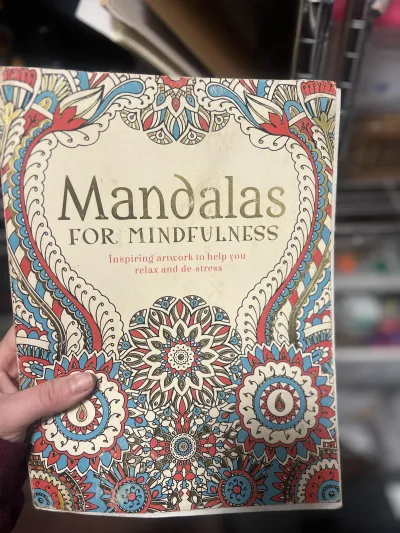 Mandalas
FOR MINDFULNESS
Inspiring artwork to help you
relax and de-stress